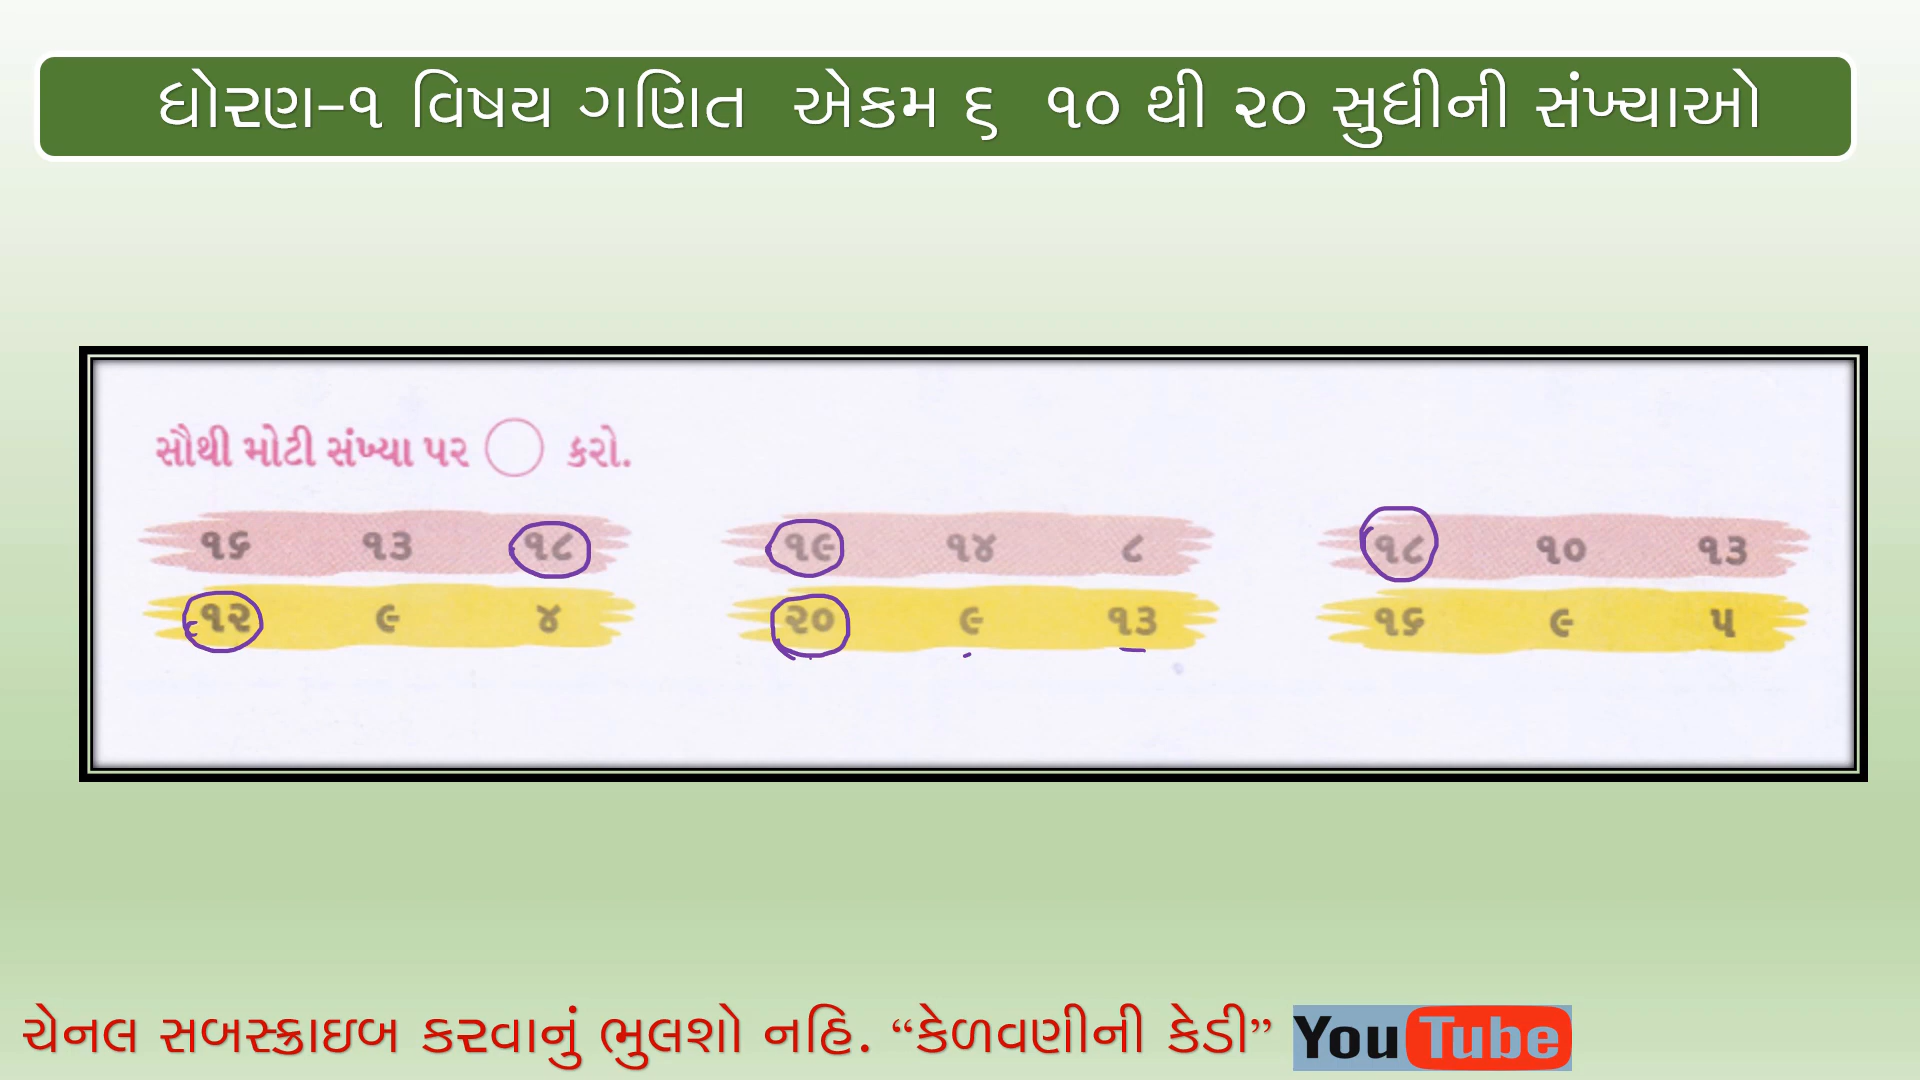 ધોરણ-૧ વિષય ગણિત એકમ ૬ ૧૦ થી ૨૦ સુધીની સંખ્યાઓ
સૌથી મોટી સંખ્યા પર ◯ કરો.
૧૬ ૧૩ ૧૮ ૧૯ ૧૪ ૮ ૧૮ ૧૦ ૧૩
૧૨ ૯ ૪ ૨૦ ૯ ૧૩ ૧૬ ૯ ૫
ચેનલ સબસ્ક્રાઇબ કરવાનું ભુલશો નહિ. “કેળવણીની કેડી” YouTube